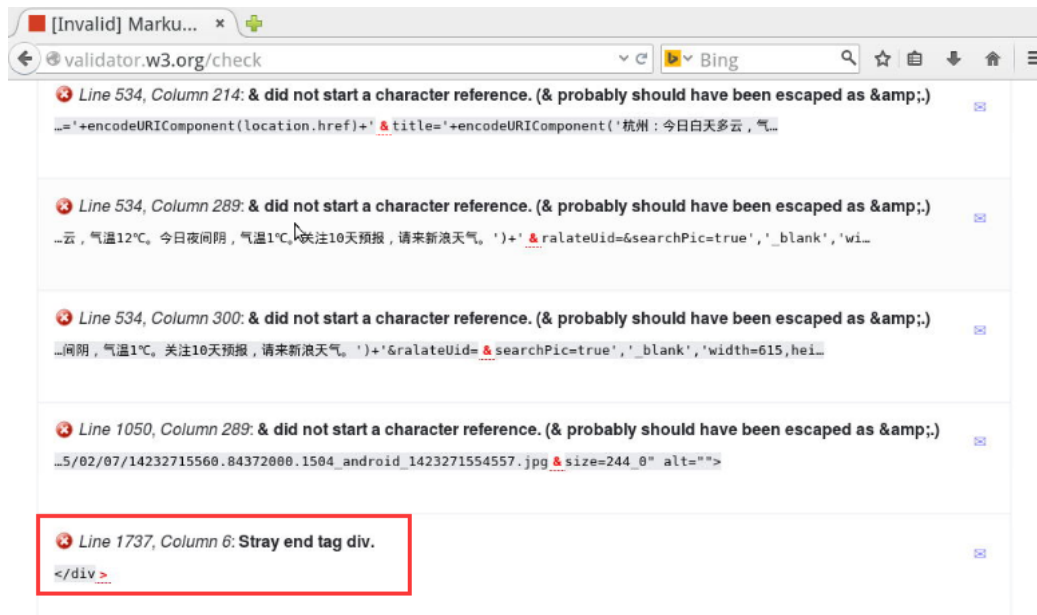 [Invalid] Marku...
validator.w3.org/check
Bing
Line 534, Column 214: & did not start a character reference. (& probably should have been escaped as &amp;.)
…='+encodeURIComponent(location.href)+'&title='+encodeURIComponent('杭州：今日白天多云，气…
Line 534, Column 289: & did not start a character reference. (& probably should have been escaped as &amp;.)
…云，气温12℃。今日夜间阴，气温1℃。关注10天预报，请来新浪天气。')+'&ralateUid=&searchPic=true','_blank','wi…
Line 534, Column 300: & did not start a character reference. (& probably should have been escaped as &amp;.)
…间阴，气温1℃。关注10天预报，请来新浪天气。')+'&ralateUid=&searchPic=true','_blank','width=615,hei…
Line 1050, Column 289: & did not start a character reference. (& probably should have been escaped as &amp;.)
…5/02/07/14232715560.84372000.1504_android_1423271554557.jpg&size=244_0" alt="">
Line 1737, Column 6: Stray end tag div.
</div>